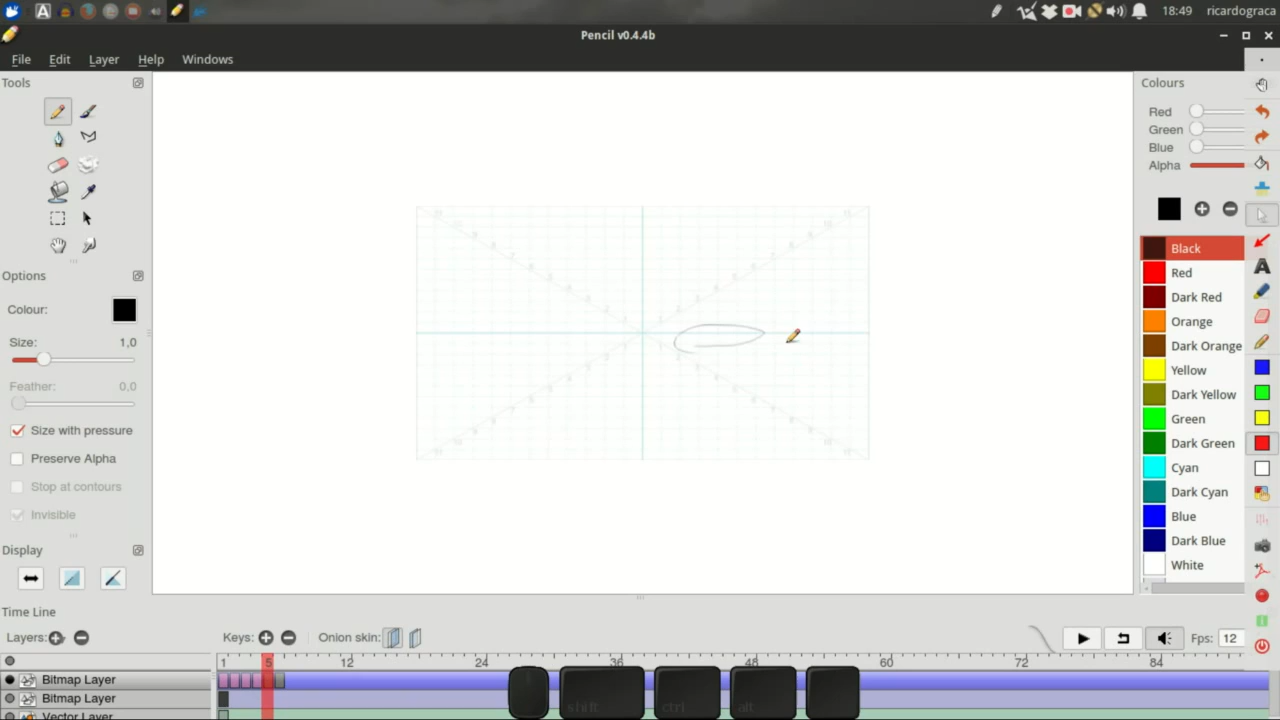 18:49 ricardograca
Pencil v0.4.4b
File Edit Layer Help Windows
Tools
Colours
Red
Green
Blue
Alpha
Options
Colour:
Size: 1,0
Feather: 0,0
Size with pressure
Preserve Alpha
Stop at contours
Invisible
Display
Black
Red
Dark Red
Orange
Dark Orange
Yellow
Dark Yellow
Green
Dark Green
Cyan
Dark Cyan
Blue
Dark Blue
White
Time Line
Layers: Keys: Onion skin: Fps: 12
1 5 12 24 36 48 60 72 84
Bitmap Layer
Bitmap Layer
Vector Layer
shift ctrl alt